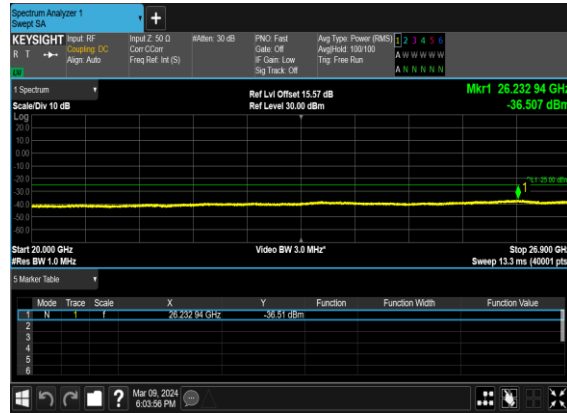 Spectrum Analyzer 1
Swept SA
+
KEYSIGHT Input: RF Input Z: 50 Ω #Atten: 30 dB PNO: Fast Avg Type: Power (RMS) 1 2 3 4 5 6
R T Coupling: DC Corr CCorr Gate: Off Avg|Hold: 100/100 A W W W W W
Align: Auto Freq Ref: Int (S) IF Gain: Low Trig: Free Run
Sig Track: Off A N N N N N
1 Spectrum Ref Lvl Offset 15.57 dB Mkr1 26.232 94 GHz
Scale/Div 10 dB Ref Level 30.00 dBm -36.507 dBm
Log
20.0
10.0
0.00
-10.0
-20.0
DL1 -25.00 dBm
1
-30.0
-40.0
-50.0
-60.0
Start 20.000 GHz Video BW 3.0 MHz* Stop 26.900 GHz
#Res BW 1.0 MHz Sweep 13.3 ms (40001 pts
5 Marker Table
Mode Trace Scale X Y Function Function Width Function Value
1 N 1 f 26.232 94 GHz -36.51 dBm
2
3
4
5
6
? Mar 09, 2024
6:03:56 PM